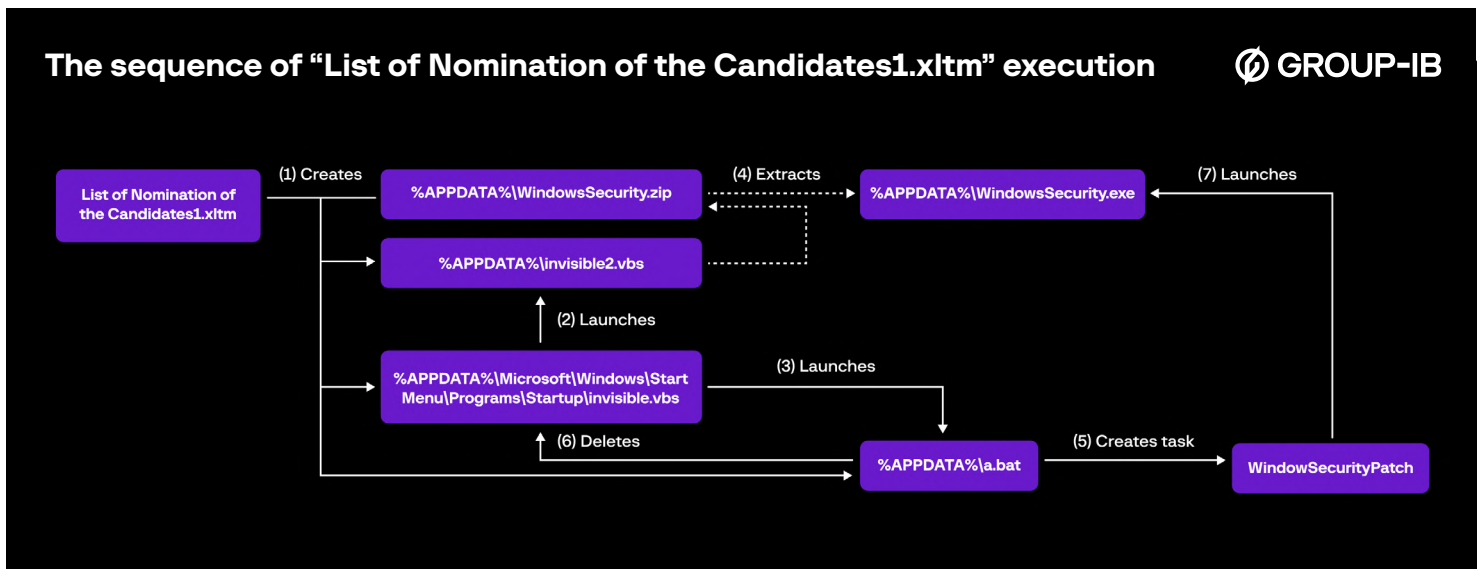 The sequence of “List of Nomination of the Candidates1.xltm” execution
GROUP-IB
List of Nomination of
the Candidates1.xltm
(1) Creates
%APPDATA%\WindowsSecurity.zip
(4) Extracts
%APPDATA%\WindowsSecurity.exe
(7) Launches
%APPDATA%\invisible2.vbs
(2) Launches
%APPDATA%\Microsoft\Windows\Start
Menu\Programs\Startup\invisible.vbs
(3) Launches
(6) Deletes
%APPDATA%\a.bat
(5) Creates task
WindowSecurityPatch